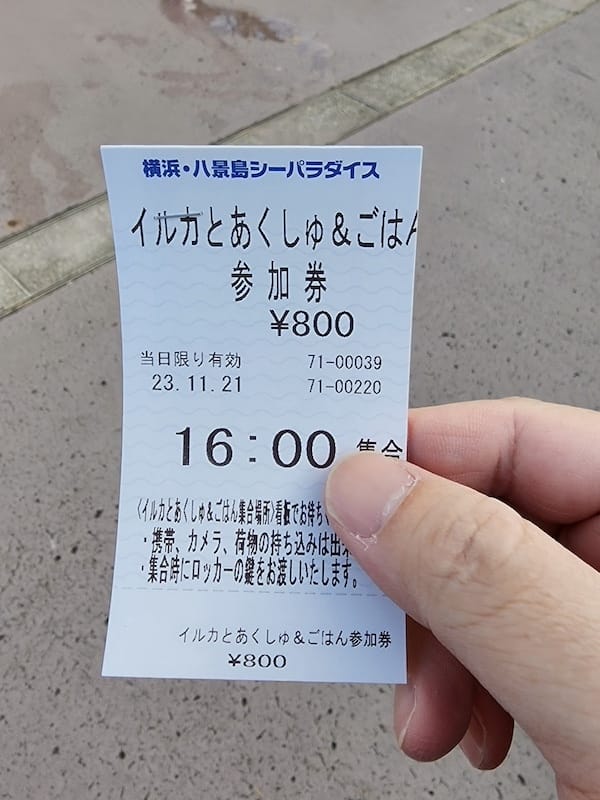 横浜・八景島シーパラダイス
イルカとあくしゅ&ごはん
参加券
¥800
当日限り有効 71-00039
23.11.21 71-00220
16:00 集合
〈イルカとあくしゅ&ごはん集合場所〉看板でお待ち
・携帯、カメラ、荷物の持ち込みは出来
・集合時にロッカーの鍵をお渡しいたします。
イルカとあくしゅ&ごはん参加券
¥800